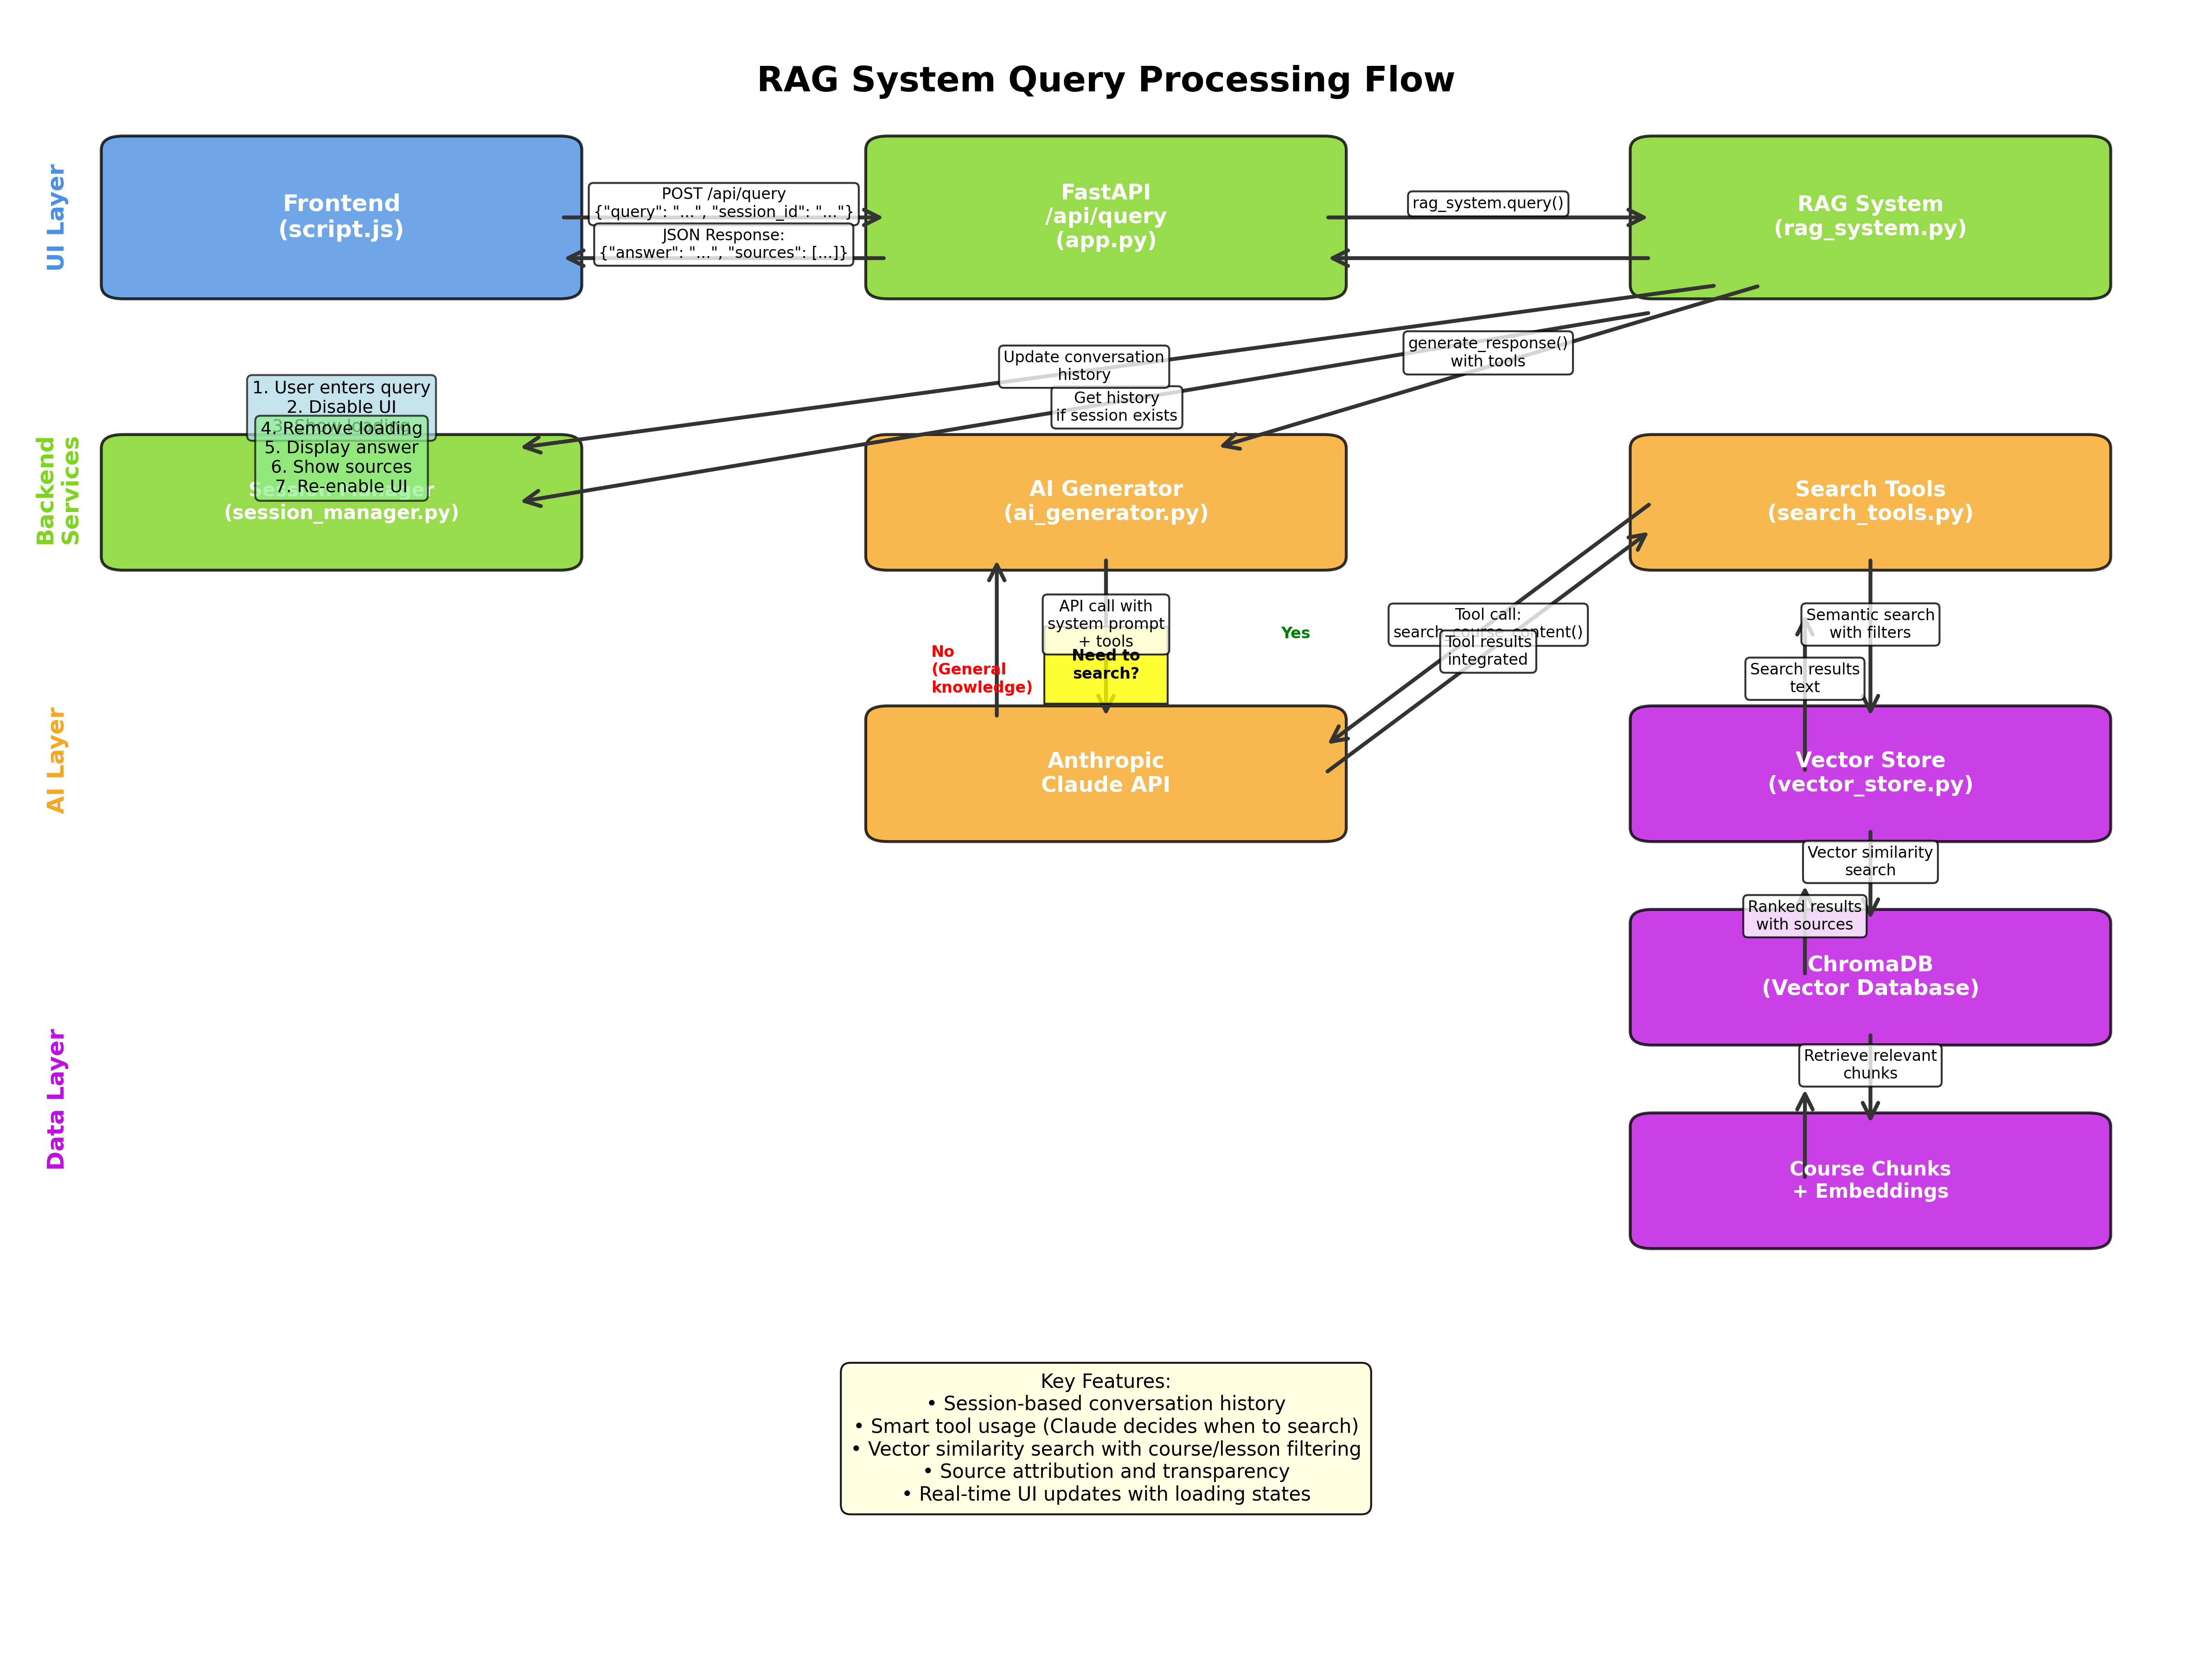 RAG System Query Processing Flow
UI Layer
Frontend
(script.js)
POST /api/query
{"query": "...", "session_id": "..."}
JSON Response:
{"answer": "...", "sources": [...]}
FastAPI
/api/query
(app.py)
rag_system.query()
RAG System
(rag_system.py)
Update conversation
history
Get history
if session exists
generate_response()
with tools
1. User enters query
2. Disable UI
3. Show loading
4. Remove loading
5. Display answer
6. Show sources
7. Re-enable UI
Backend
Services
Session Manager
(session_manager.py)
AI Generator
(ai_generator.py)
Search Tools
(search_tools.py)
API call with
system prompt
+ tools
Need to
search?
No
(General
knowledge)
Yes
Tool call:
search_course_content()
Tool results
integrated
Semantic search
with filters
Search results
text
AI Layer
Anthropic
Claude API
Vector Store
(vector_store.py)
Vector similarity
search
Ranked results
with sources
Data Layer
ChromaDB
(Vector Database)
Retrieve relevant
chunks
Course Chunks
+ Embeddings
Key Features:
• Session-based conversation history
• Smart tool usage (Claude decides when to search)
• Vector similarity search with course/lesson filtering
• Source attribution and transparency
• Real-time UI updates with loading states